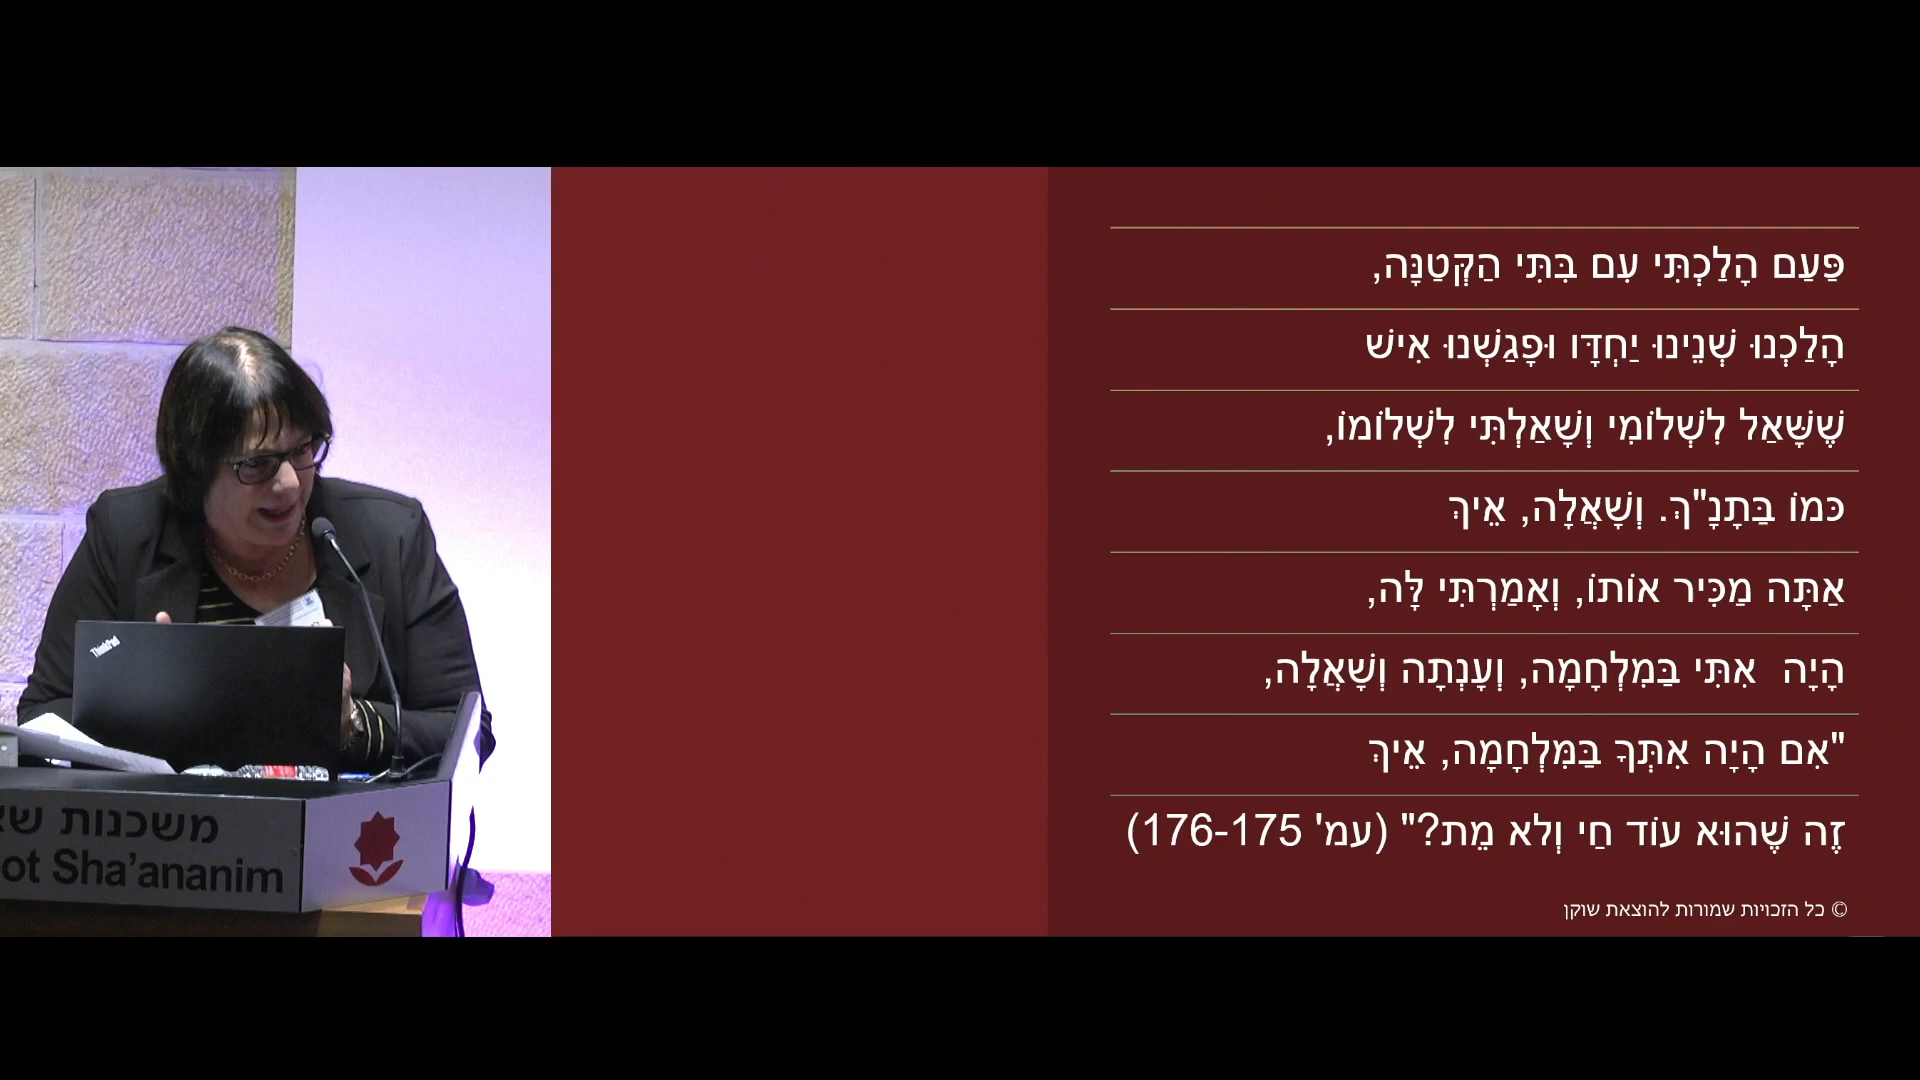 פַּעַם הָלַכְתִּי עִם בִּתִּי הַקְּטַנָּה,
הָלַכְנוּ שְׁנֵינוּ יַחְדָּו וּפָגַשְׁנוּ אִישׁ
שֶׁשָּׁאַל לִשְׁלוֹמִי וְשָׁאַלְתִּי לִשְׁלוֹמוֹ,
כּמוֹ בַּתָנָ"ךְ. וְשָׁאֲלָה, אֵיךְ
אַתָּה מַכִּיר אוֹתוֹ, וְאָמַרְתִּי לָּה,
הָיָה אִתִּי בַּמִלְחָמָה, וְעָנְתָה וְשָׁאֲלָה,
"אִם הָיָה אִתְּךָ בַּמִּלְחָמָה, אֵיךְ
זֶה שֶׁהוּא עוֹד חַי וְלֹא מֵת?" (עמ' 176-175)
© כל הזכויות שמורות להוצאת שוקן
ThinkPad
משכנות
Sha'ananim